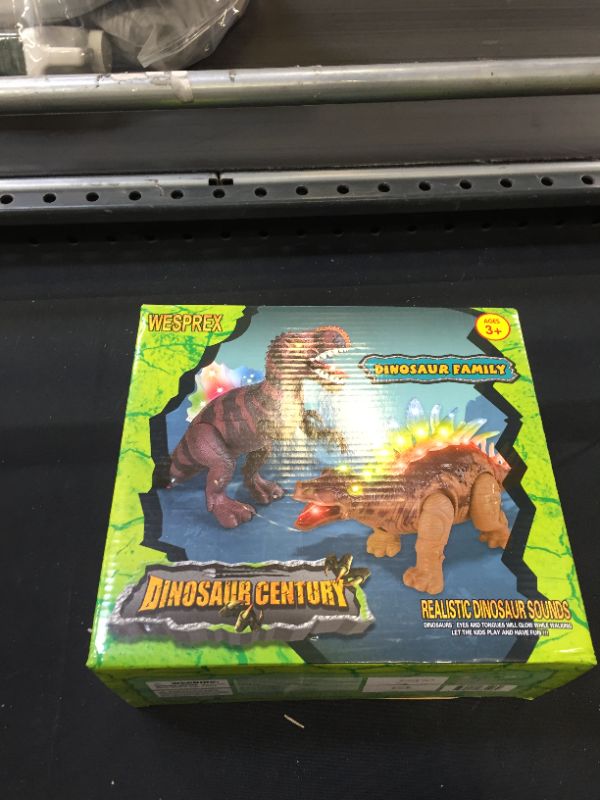 WESPREX
AGES
3+
DINOSAUR FAMILY
DINOSAUR CENTURY
REALISTIC DINOSAUR SOUNDS
DINOSAURS , EYES AND TONGUES WILL GLOW WHILE WALKING
LET THE KIDS PLAY AND HAVE FUN !!!